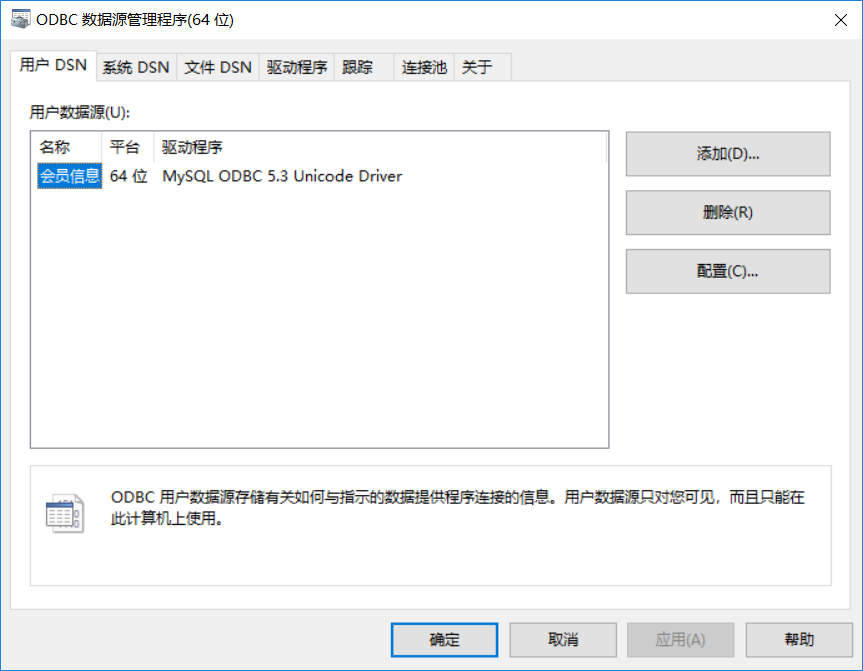 ODBC 数据源管理程序(64 位)
用户 DSN 系统 DSN 文件 DSN 驱动程序 跟踪 连接池 关于
用户数据源(U):
名称 平台 驱动程序
会员信息 64 位 MySQL ODBC 5.3 Unicode Driver
添加(D)...
删除(R)
配置(C)...
ODBC 用户数据源存储有关如何与指示的数据提供程序连接的信息。用户数据源只对您可见，而且只能在
此计算机上使用。
确定 取消 应用(A) 帮助